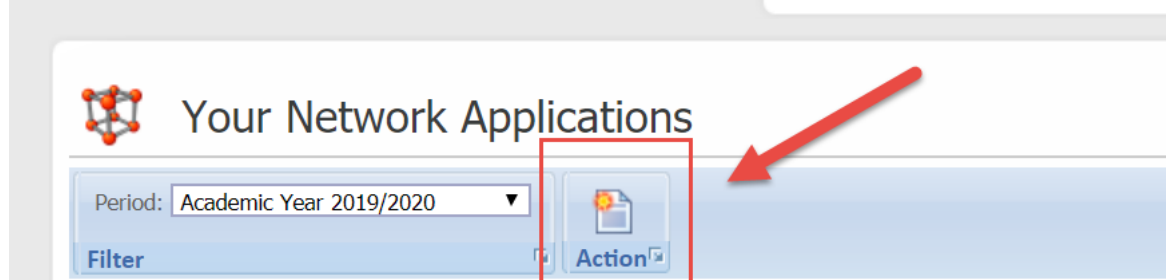 Your Network Applications
Period: Academic Year 2019/2020
Filter Action